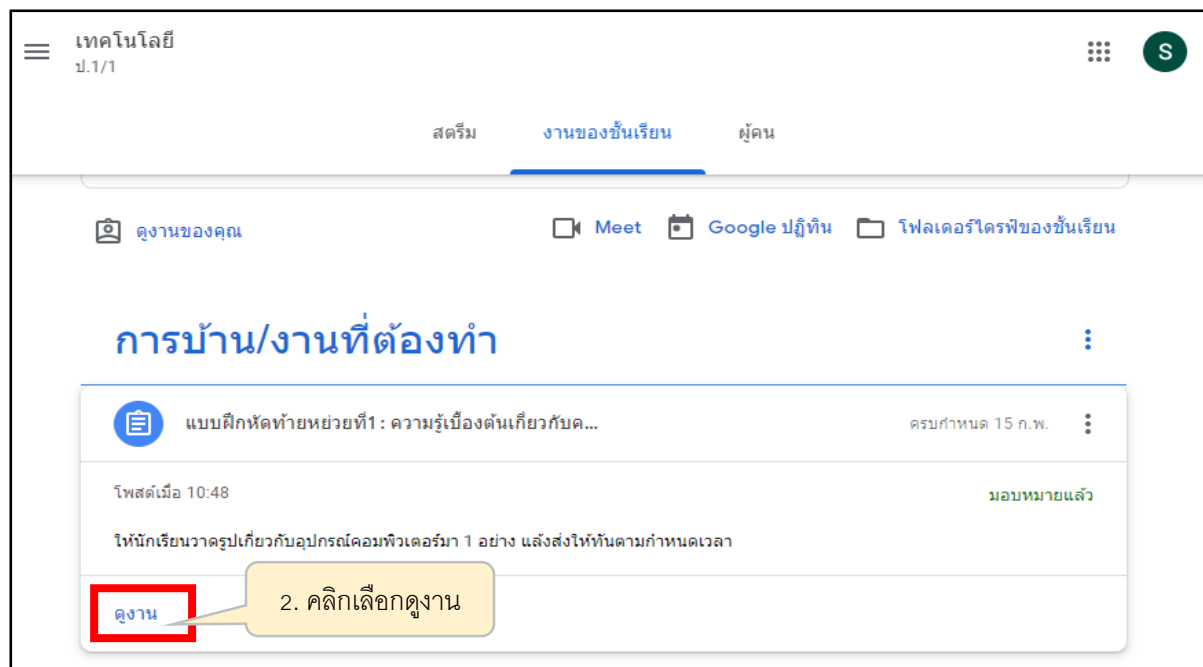 เทคโนโลยี
ป.1/1
S
สตรีม งานของชั้นเรียน ผู้คน
ดูงานของคุณ Meet Google ปฏิทิน โฟลเดอร์ไดรฟ์ของชั้นเรียน
การบ้าน/งานที่ต้องทำ
แบบฝึกหัดท้ายหย่วยที่1: ความรู้เบื้องต้นเกี่ยวกับค... ครบกำหนด 15 ก.พ.
โพสต์เมื่อ 10:48 มอบหมายแล้ว
ให้นักเรียนวาดรูปเกี่ยวกับอุปกรณ์คอมพิวเตอร์มา 1 อย่าง แล้งส่งให้ทันตามกำหนดเวลา
ดูงาน 2. คลิกเลือกดูงาน